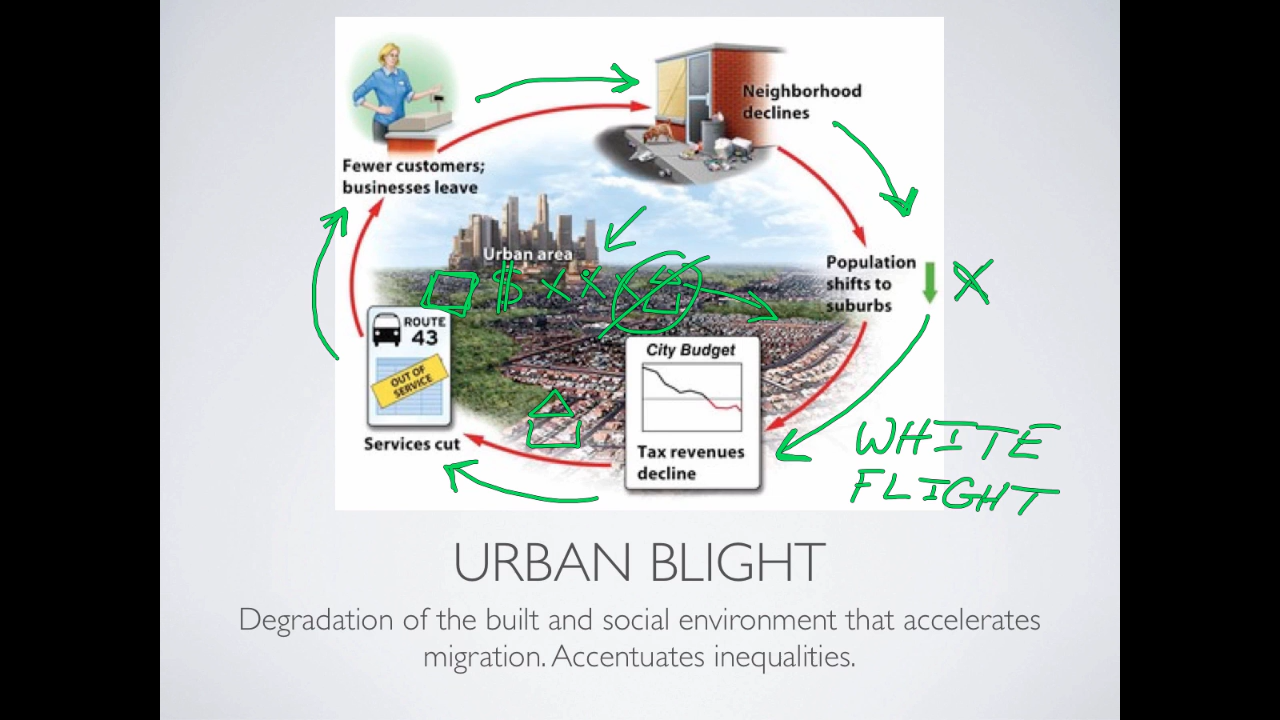 Neighborhood
declines
Fewer customers;
businesses leave
Urban area
Population
shifts to
suburbs
$ X X X
X
ROUTE
43
OUT OF
SERVICE
City Budget
Services cut
Tax revenues
decline
WHITE
FLIGHT
URBAN BLIGHT
Degradation of the built and social environment that accelerates
migration. Accentuates inequalities.